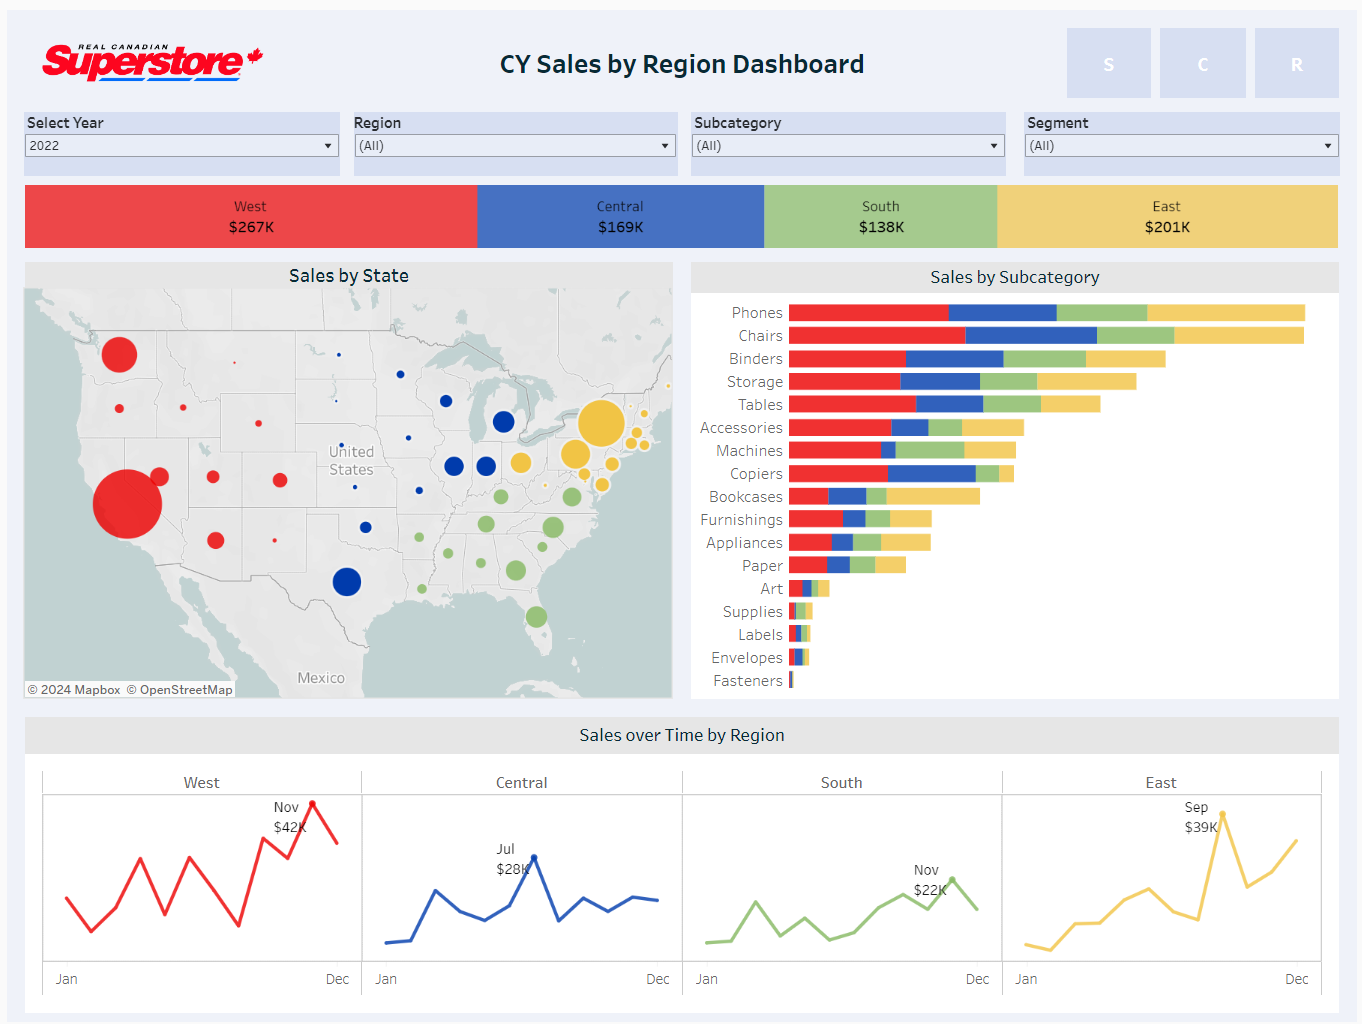 REAL CANADIAN
Superstore
CY Sales by Region Dashboard
S
C
R
Select Year
Region
Subcategory
Segment
2022
(All)
(All)
(All)
West
Central
South
East
$267K
$169K
$138K
$201K
Sales by State
United
States
Mexico
© 2024 Mapbox © OpenStreetMap
Sales by Subcategory
Phones
Chairs
Binders
Storage
Tables
Accessories
Machines
Copiers
Bookcases
Furnishings
Appliances
Paper
Art
Supplies
Labels
Envelopes
Fasteners
Sales over Time by Region
West
Central
South
East
Nov
$42K
Jul
$28K
Nov
$22K
Sep
$39K
Jan
Dec
Jan
Dec
Jan
Dec
Jan
Dec